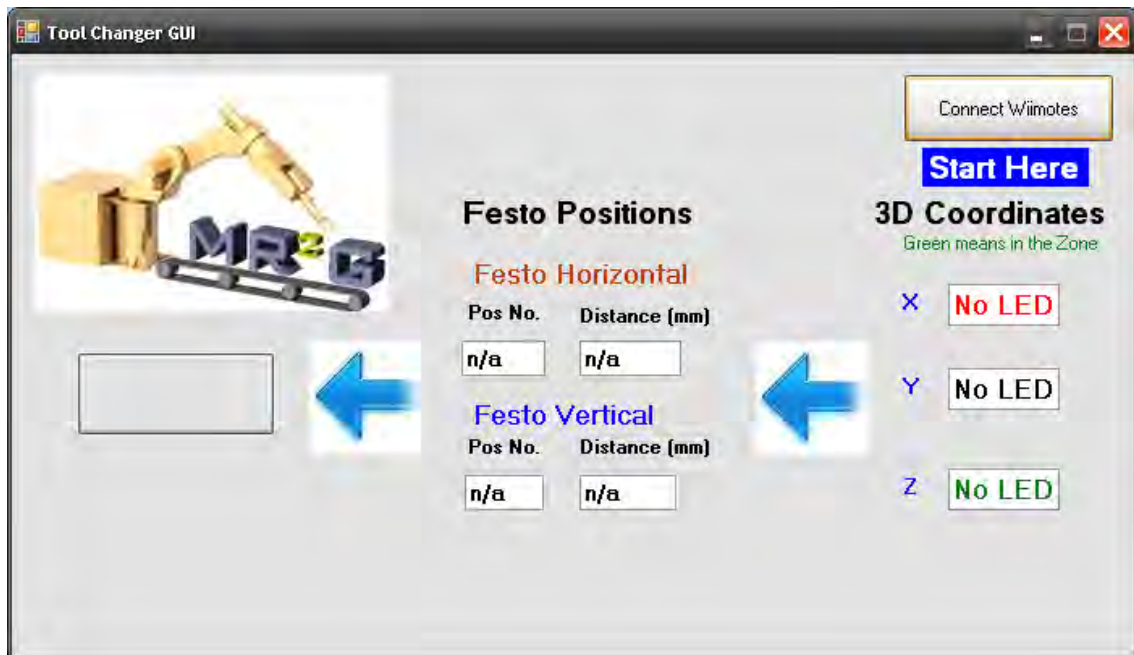 Tool Changer GUI
Connect Wiimotes
Start Here
MR²G
Festo Positions
3D Coordinates
Green means in the Zone
Festo Horizontal
Pos No. Distance (mm)
n/a n/a
X No LED
Y No LED
Festo Vertical
Pos No. Distance (mm)
n/a n/a
Z No LED